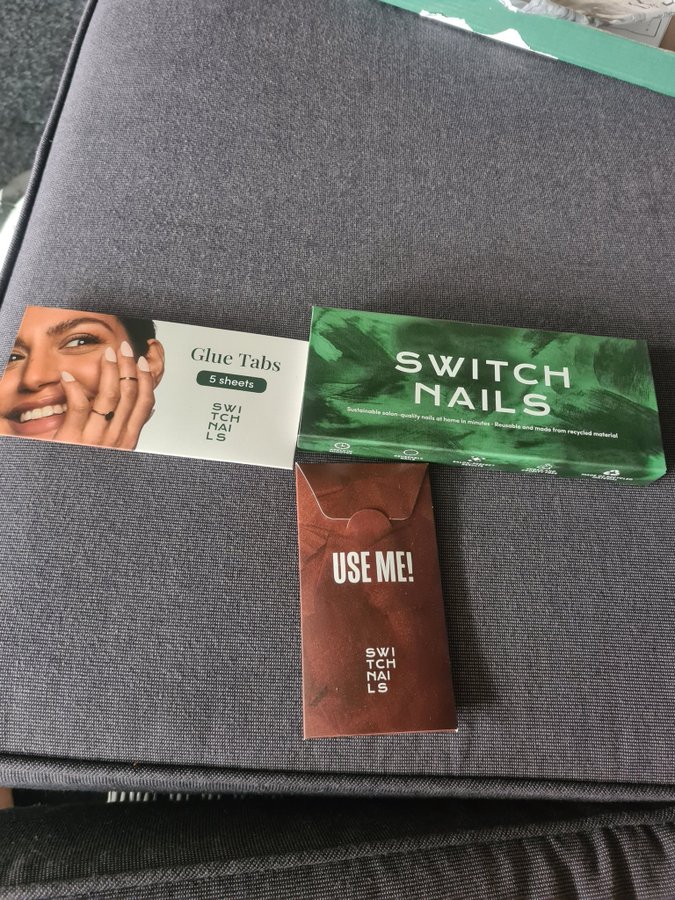 Glue Tabs
5 sheets
SWI
TCH
NAI
LS
SWITCH
NAILS
Sustainable salon-quality nails at home in minutes · Reusable and made from recycled material
USE ME!
SWI
TCH
NAI
LS